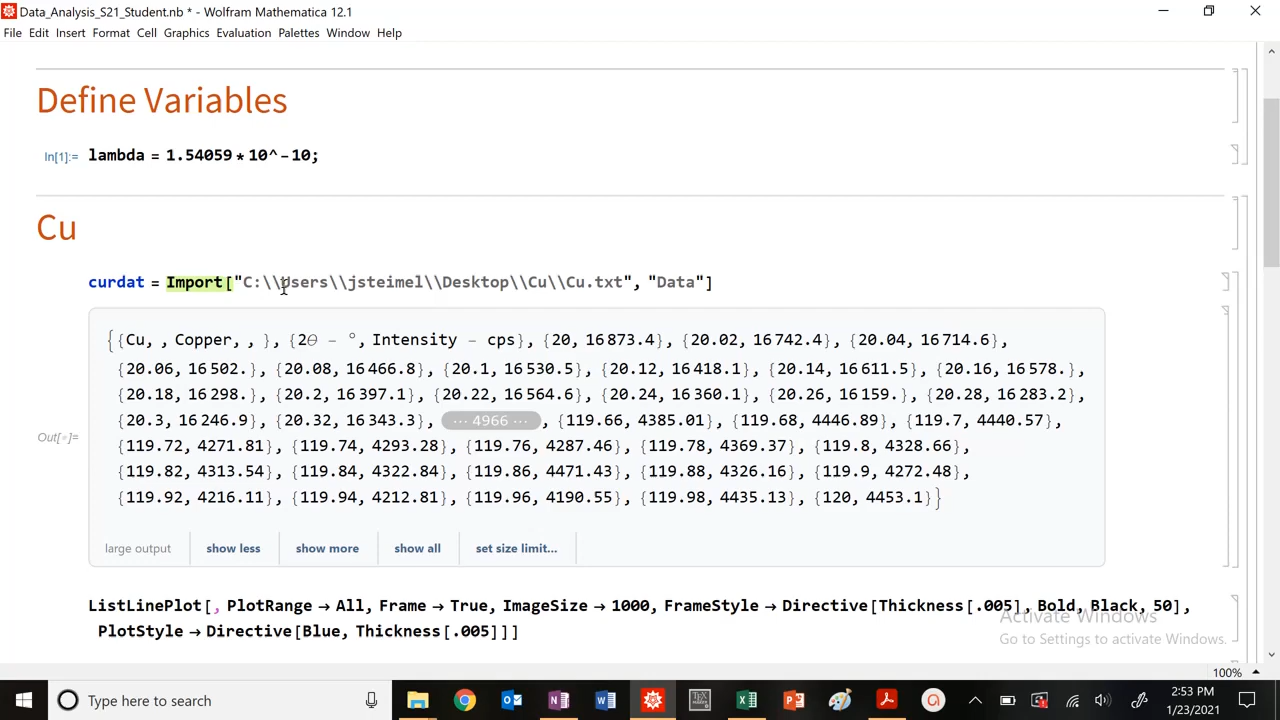 Data_Analysis_S21_Student.nb * - Wolfram Mathematica 12.1
File Edit Insert Format Cell Graphics Evaluation Palettes Window Help
Define Variables
In[1]:= lambda = 1.54059 * 10^-10;
Cu
curdat = Import["C:\\Users\\jsteimel\\Desktop\\Cu\\Cu.txt", "Data"]
{{Cu, , Copper, , }, {2θ - °, Intensity - cps}, {20, 16873.4}, {20.02, 16742.4}, {20.04, 16714.6},
{20.06, 16502.}, {20.08, 16466.8}, {20.1, 16530.5}, {20.12, 16418.1}, {20.14, 16611.5}, {20.16, 16578.},
{20.18, 16298.}, {20.2, 16397.1}, {20.22, 16564.6}, {20.24, 16360.1}, {20.26, 16159.}, {20.28, 16283.2},
{20.3, 16246.9}, {20.32, 16343.3}, ··· 4966 ··· , {119.66, 4385.01}, {119.68, 4446.89}, {119.7, 4440.57},
Out[∘]= {119.72, 4271.81}, {119.74, 4293.28}, {119.76, 4287.46}, {119.78, 4369.37}, {119.8, 4328.66},
{119.82, 4313.54}, {119.84, 4322.84}, {119.86, 4471.43}, {119.88, 4326.16}, {119.9, 4272.48},
{119.92, 4216.11}, {119.94, 4212.81}, {119.96, 4190.55}, {119.98, 4435.13}, {120, 4453.1}}
large output show less show more show all set size limit...
ListLinePlot[, PlotRange → All, Frame → True, ImageSize → 1000, FrameStyle → Directive[Thickness[.005], Bold, Black, 50],
PlotStyle → Directive[Blue, Thickness[.005]]]
Activate Windows
Go to Settings to activate Windows.
100%
Type here to search
2:53 PM
1/23/2021